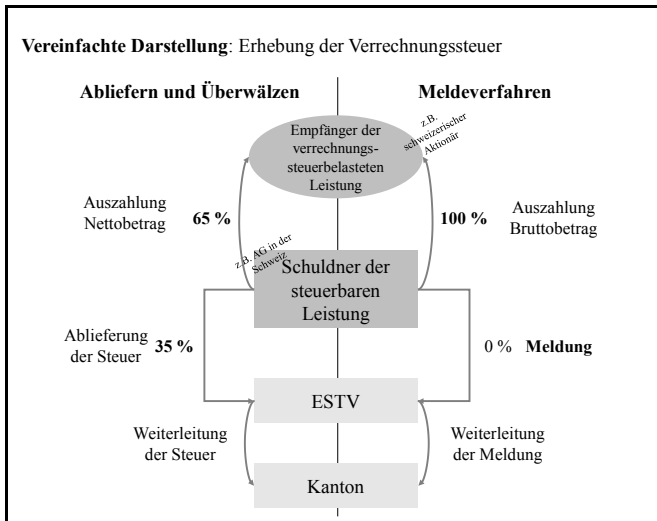 Vereinfachte Darstellung: Erhebung der Verrechnungssteuer
Abliefern und Überwälzen
Meldeverfahren
z.B.
schweizerischer
Aktionär
Empfänger der
verrechnungs-
steuerbelasteten
Leistung
Auszahlung
Nettobetrag
65 %
100 %
Auszahlung
Bruttobetrag
z.B. AG in der
Schweiz
Schuldner der
steuerbaren
Leistung
Ablieferung
der Steuer
35 %
0 % Meldung
ESTV
Weiterleitung
der Steuer
Weiterleitung
der Meldung
Kanton